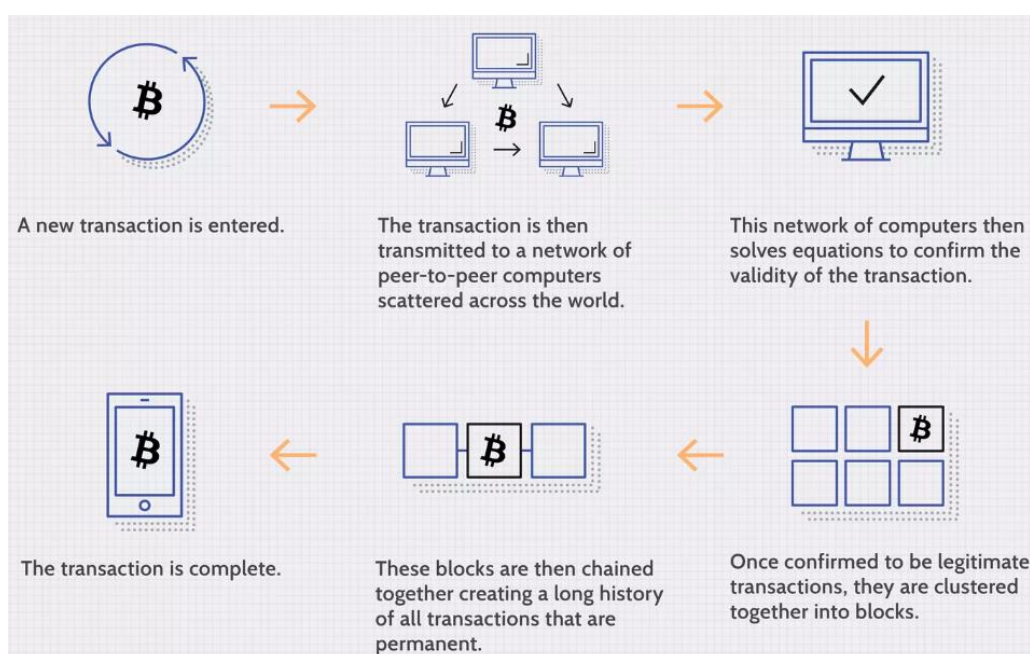 A new transaction is entered.
The transaction is then
transmitted to a network of
peer-to-peer computers
scattered across the world.
This network of computers then
solves equations to confirm the
validity of the transaction.
Once confirmed to be legitimate
transactions, they are clustered
together into blocks.
These blocks are then chained
together creating a long history
of all transactions that are
permanent.
The transaction is complete.